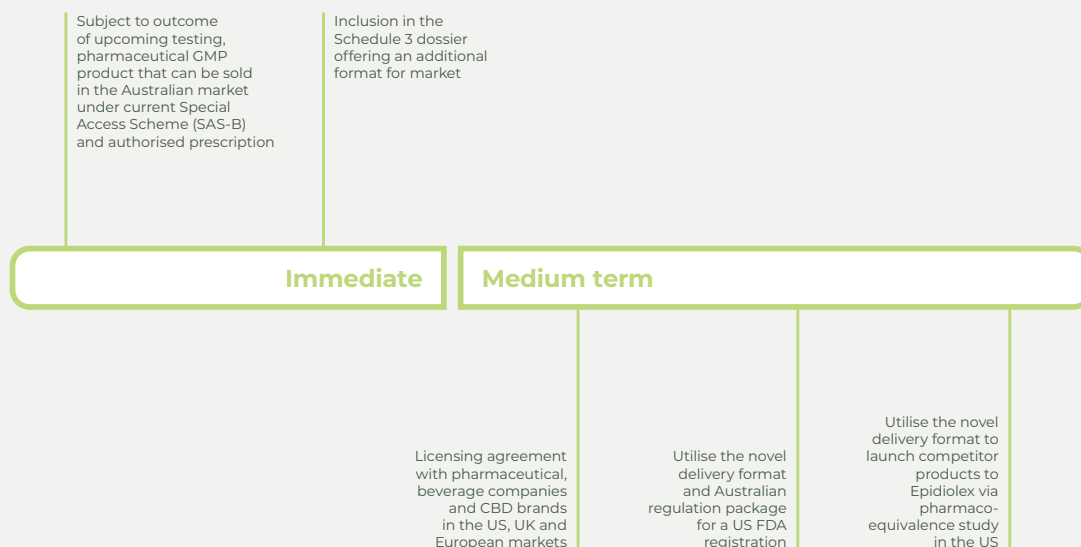 Subject to outcome
of upcoming testing,
pharmaceutical GMP
product that can be sold
in the Australian market
under current Special
Access Scheme (SAS-B)
and authorised prescription
Inclusion in the
Schedule 3 dossier
offering an additional
format for market
Immediate
Medium term
Licensing agreement
with pharmaceutical,
beverage companies
and CBD brands
in the US, UK and
European markets
Utilise the novel
delivery format
and Australian
regulation package
for a US FDA
registration
Utilise the novel
delivery format to
launch competitor
products to
Epidiolex via
pharmaco-
equivalence study
in the US